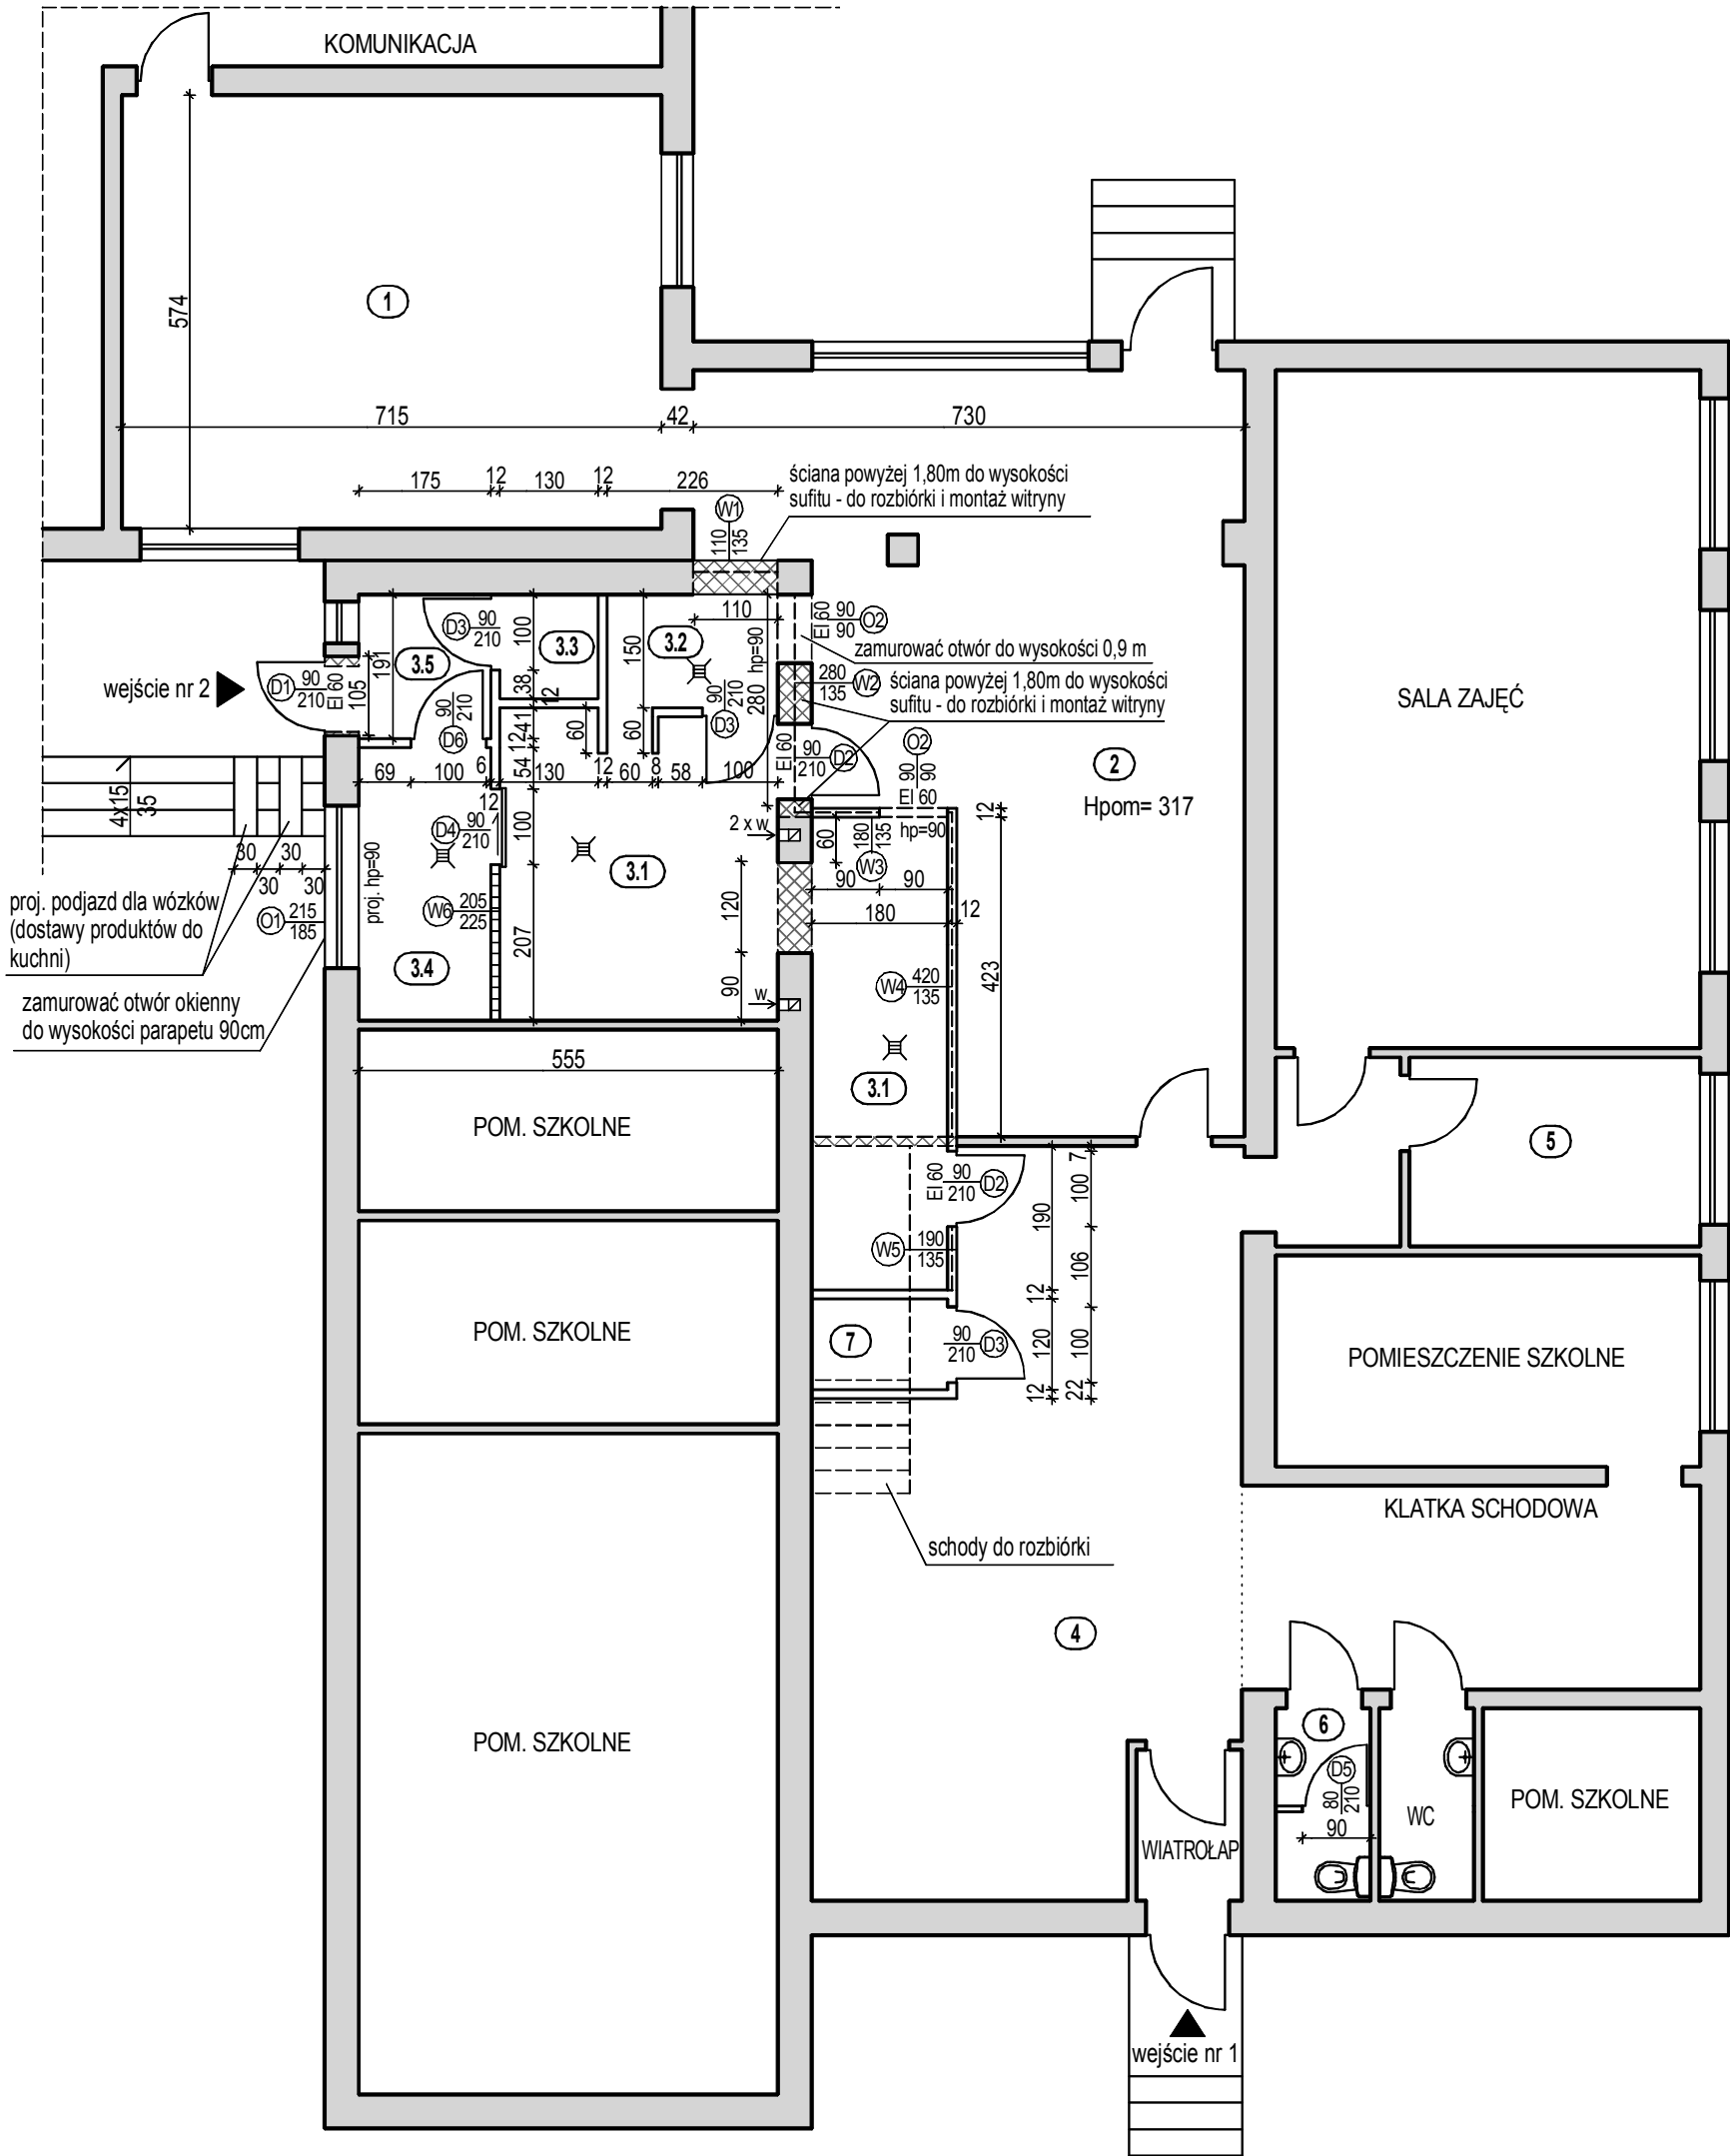 KOMUNIKACJA
1
574
715
42
730
175
12
130
12
226
ściana powyżej 1,80m do wysokości
sufitu - do rozbiórki i montaż witryny
W1
110
135
D3
90
210
100
3.3
3.2
150
110
EI 60
90
90
O2
3.5
191
hp=90
280
zamurować otwór do wysokości 0,9 m
280
135
W2
ściana powyżej 1,80m do wysokości
sufitu - do rozbiórki i montaż witryny
SALA ZAJĘĆ
wejście nr 2
D1
90
210
EI 60
105
90
210
D6
38
12
41
12
54
60
60
90
210
D3
EI 60
90
210
D2
O2
90
90
EI 60
2
Hpom= 317
69
100
6
130
12
60
8
58
100
4x15
35
12
D4
90
210
100
2 x w
60
180
135
W3
hp=90
12
30
30
30
30
proj. podjazd dla wózków
(dostawy produktów do
kuchni)
O1
215
185
proj. hp=90
3.1
W6
205
225
207
120
90
90
180
12
3.4
90
w
W4
420
135
423
zamurować otwór okienny
do wysokości parapetu 90cm
555
3.1
POM. SZKOLNE
5
EI 60
90
210
D2
190
7
100
W5
190
135
106
12
POM. SZKOLNE
7
90
210
D3
120
100
12
22
POMIESZCZENIE SZKOLNE
KLATKA SCHODOWA
schody do rozbiórki
4
6
POM. SZKOLNE
D5
80
210
90
WC
POM. SZKOLNE
WIATROŁAP
wejście nr 1